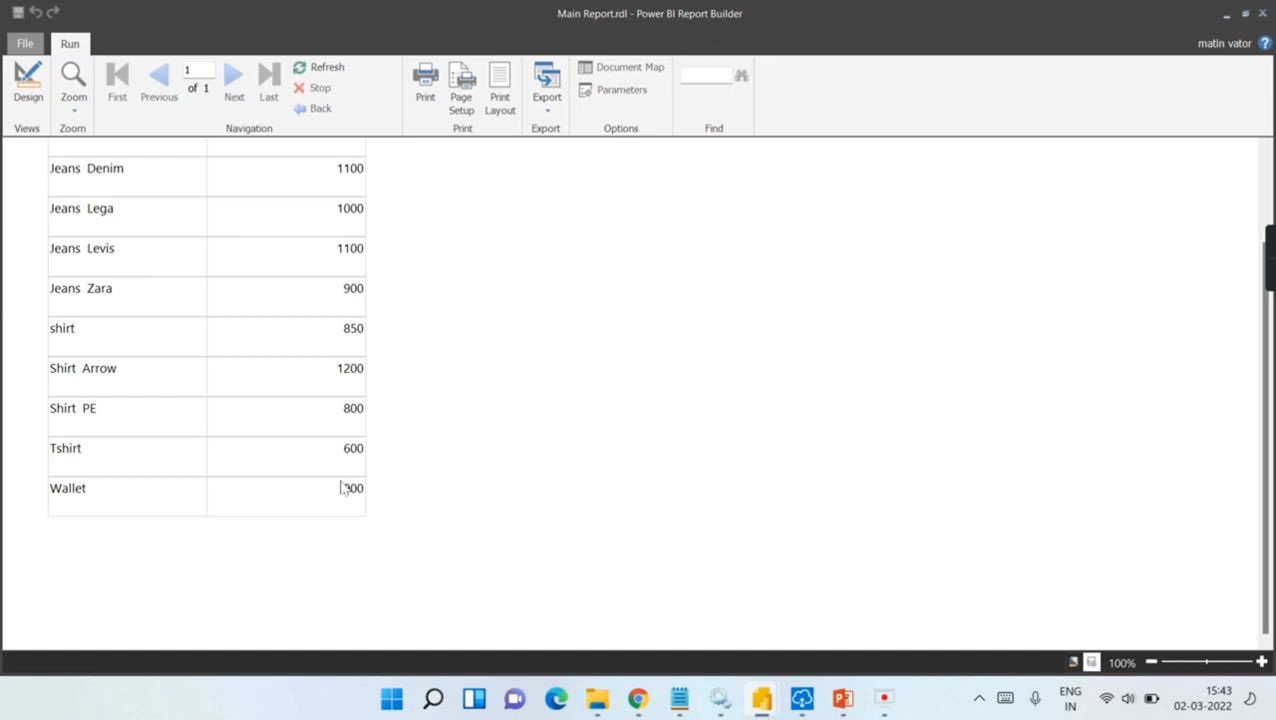 Main Report.rdl - Power BI Report Builder
File
Run
matin vator
Design
Zoom
First
Previous
1
of 1
Next
Last
Refresh
Stop
Back
Print
Page
Setup
Print
Layout
Export
Document Map
Parameters
Views
Zoom
Navigation
Print
Export
Options
Find
Jeans Denim 1100
Jeans Lega 1000
Jeans Levis 1100
Jeans Zara 900
shirt 850
Shirt Arrow 1200
Shirt PE 800
Tshirt 600
Wallet
100%
ENG
IN
15:43
02-03-2022